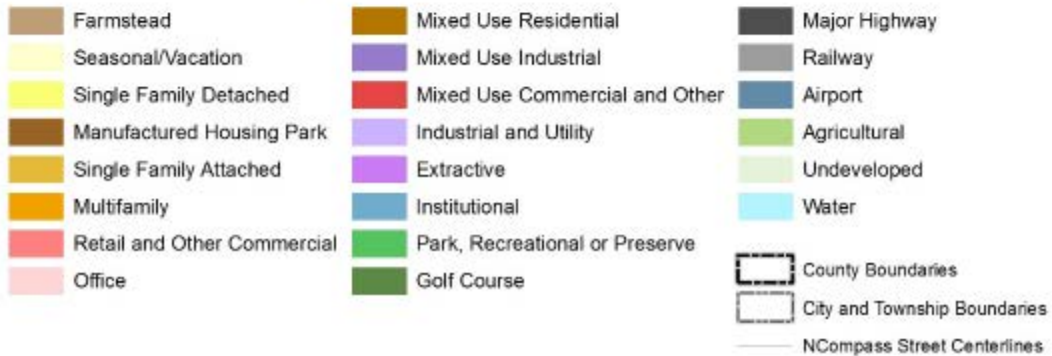 Farmstead
Seasonal/Vacation
Single Family Detached
Manufactured Housing Park
Single Family Attached
Multifamily
Retail and Other Commercial
Office
Mixed Use Residential
Mixed Use Industrial
Mixed Use Commercial and Other
Industrial and Utility
Extractive
Institutional
Park, Recreational or Preserve
Golf Course
Major Highway
Railway
Airport
Agricultural
Undeveloped
Water
County Boundaries
City and Township Boundaries
NCompass Street Centerlines